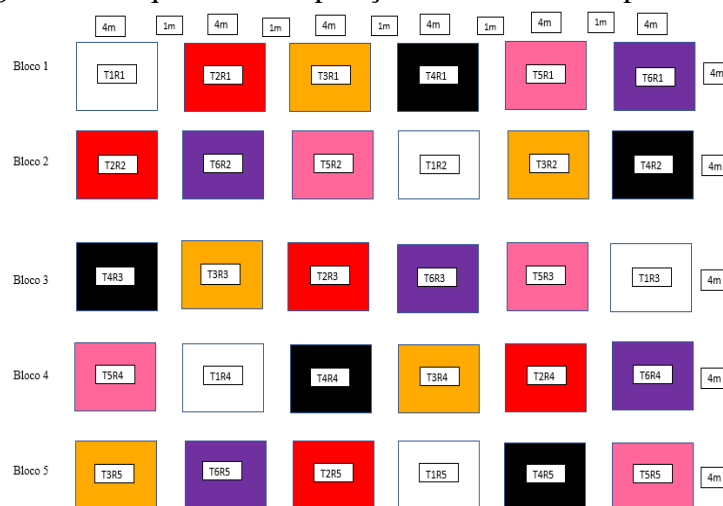 4m 1m 4m 1m 4m 1m 4m 1m 4m 1m 4m
Bloco 1 T1R1 T2R1 T3R1 T4R1 T5R1 T6R1 4m
Bloco 2 T2R2 T6R2 T5R2 T1R2 T3R2 T4R2 4m
Bloco 3 T4R3 T3R3 T2R3 T6R3 T5R3 T1R3 4m
Bloco 4 T5R4 T1R4 T4R4 T3R4 T2R4 T6R4 4m
Bloco 5 T3R5 T6R5 T2R5 T1R5 T4R5 T5R5 4m